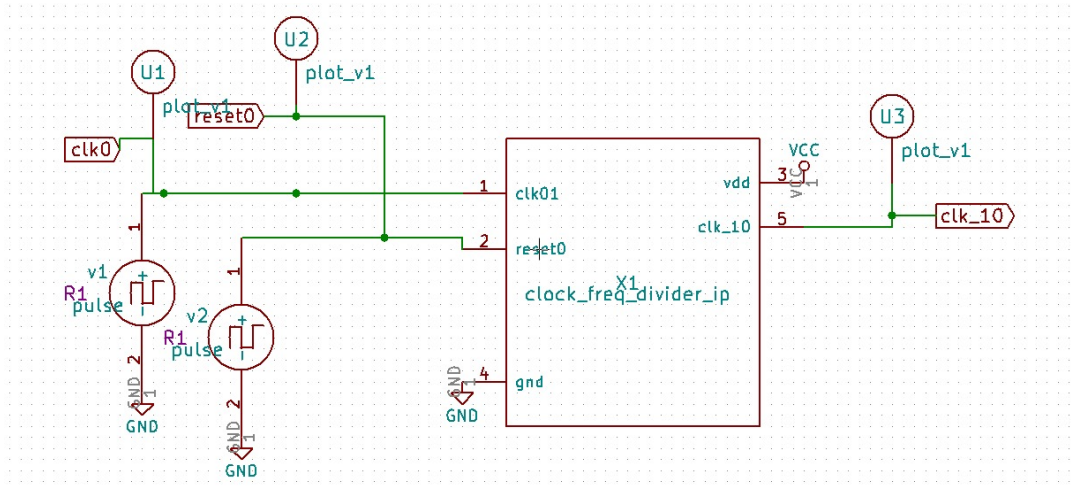 U1
plot_v1
U2
plot_v1
reset0
clk0
U3
plot_v1
clk_10
VCC
VCC
1
3
vdd
5
clk_10
1
clk01
2
reset0
X1
clock_freq_divider_ip
4
gnd
GND
1
GND
1
v1
R1
pulse
+
-
2
GND
1
GND
1
v2
R1
pulse
+
-
2
GND
1
GND